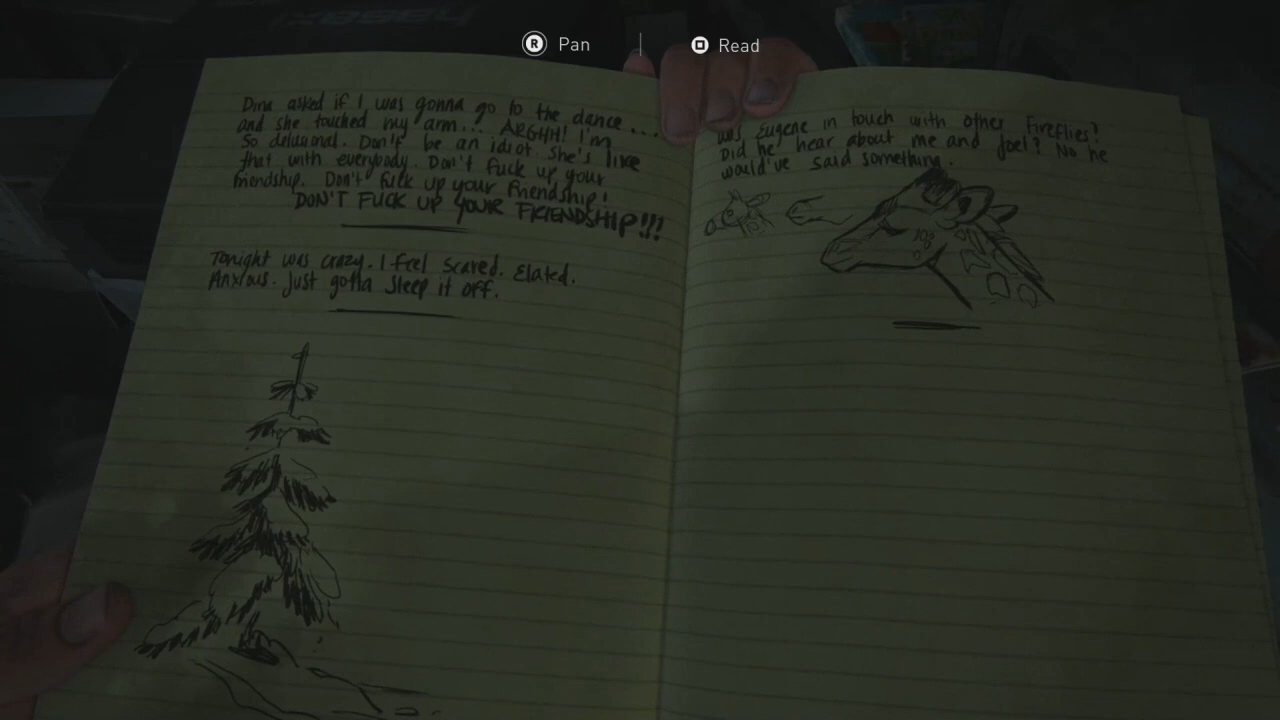 R Pan
Read
Dina asked if I was gonna go to the dance ...
and she touched my arm... ARGHH! I'm
so delusional. Don't be an idiot she's like
that with everybody. Don't fuck up your
friendship. Don't fuck up your friendship!
DON'T FUCK UP YOUR FRIENDSHIP!!!
Tonight was crazy. I feel scared. Elated.
Anxious. Just gotta sleep it off.
Was Eugene in touch with other Fireflies?
Did he hear about me and Joel? No he
would've said something.